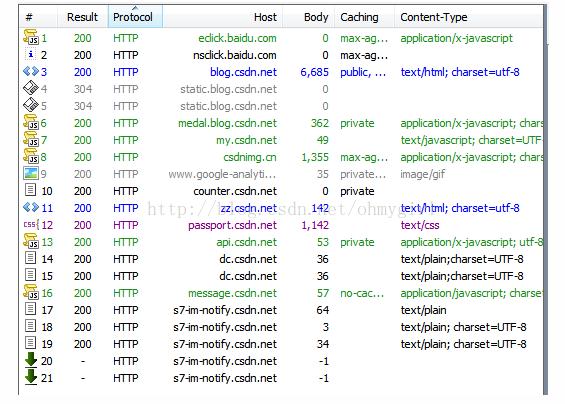 # Result Protocol Host Body Caching Content-Type
JS 1 200 HTTP eclick.baidu.com 0 max-ag... application/x-javascript
i 2 200 HTTP nsclick.baidu.com 0 max-ag...
3 200 HTTP blog.csdn.net 6,685 public, ... text/html; charset=utf-8
4 304 HTTP static.blog.csdn.net 0
5 304 HTTP static.blog.csdn.net 0
JS 6 200 HTTP medal.blog.csdn.net 362 private application/x-javascript; chars
JS 7 200 HTTP my.csdn.net 49 text/javascript; charset=UTF-
JS 8 200 HTTP csdnimg.cn 1,355 max-ag... application/x-javascript; chars
9 200 HTTP www.google-analyti... 35 private... image/gif
10 200 HTTP counter.csdn.net 0 private
11 200 HTTP zz.csdn.net 142 text/html; charset=utf-8
css 12 200 HTTP passport.csdn.net 1,142 text/css
JS 13 200 HTTP api.csdn.net 53 private application/x-javascript; utf-8
14 200 HTTP dc.csdn.net 36 text/plain;charset=UTF-8
15 200 HTTP dc.csdn.net 36 text/plain;charset=UTF-8
JS 16 200 HTTP message.csdn.net 57 no-cac... application/javascript; charset
17 200 HTTP s7-im-notify.csdn.net 64 text/plain
18 200 HTTP s7-im-notify.csdn.net 3 text/plain; charset=UTF-8
19 200 HTTP s7-im-notify.csdn.net 34 text/plain; charset=UTF-8
20 - HTTP s7-im-notify.csdn.net -1
21 - HTTP s7-im-notify.csdn.net -1